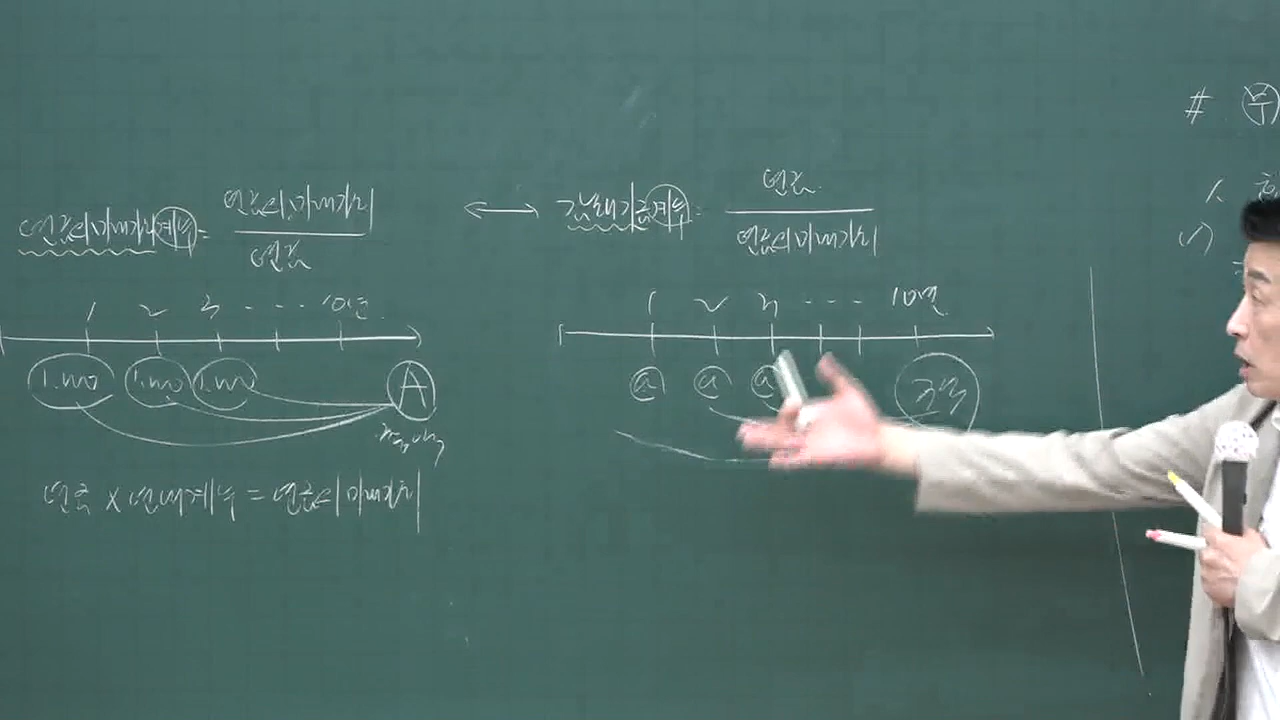 연금의 미래가치계수 = 연금의 미래가치 / 연금
1 2 3 ···· 10년
1,000 1,000 1,000 A
연금 × 연미계수 = 연금의 미래가치
↔ 감채기금계수 = 연금 / 연금의 미래가치
1 2 3 ···· 10년
a a a 3억
#
1.
(1)